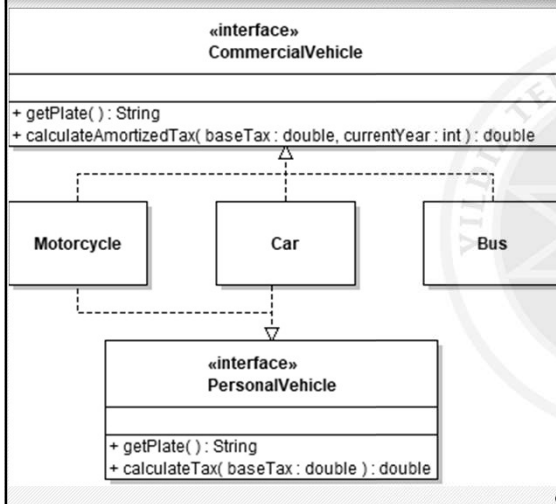 «interface»
CommercialVehicle
+ getPlate( ) : String
+ calculateAmortizedTax( baseTax : double, currentYear : int ) : double
Motorcycle
Car
Bus
«interface»
PersonalVehicle
+ getPlate( ) : String
+ calculateTax( baseTax : double ) : double